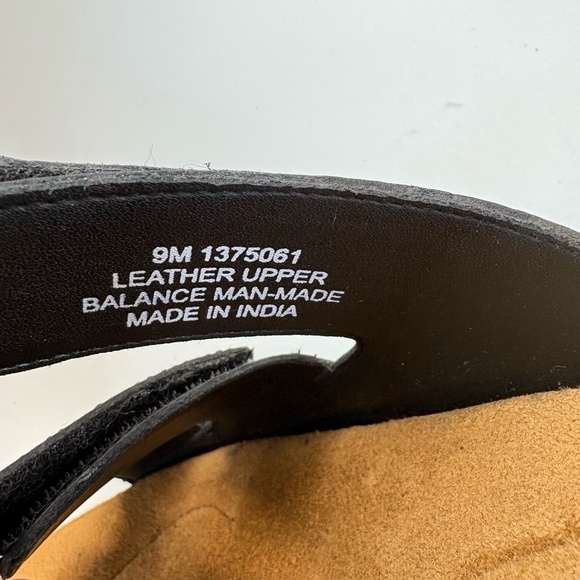 9M 1375061
LEATHER UPPER
BALANCE MAN-MADE
MADE IN INDIA